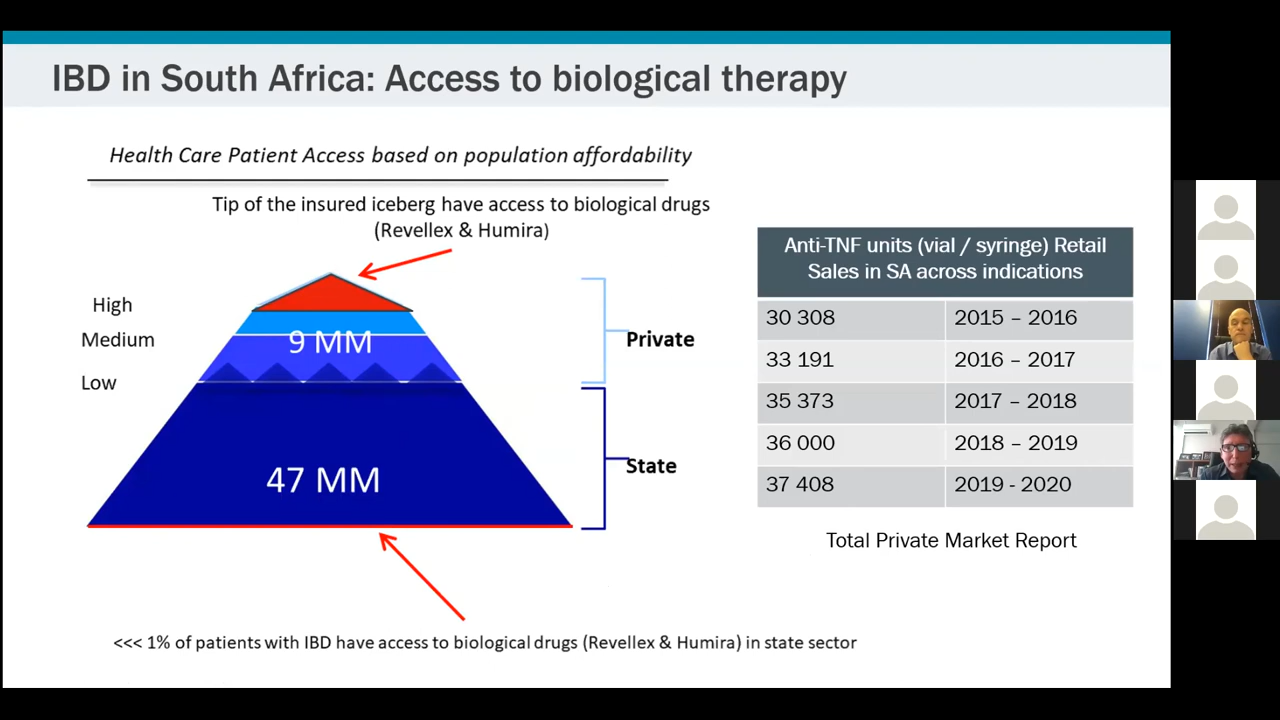 IBD in South Africa: Access to biological therapy
Health Care Patient Access based on population affordability
Tip of the insured iceberg have access to biological drugs
(Revellex & Humira)
High
Medium
Low
9 MM
47 MM
Private
State
<<< 1% of patients with IBD have access to biological drugs (Revellex & Humira) in state sector
Anti-TNF units (vial / syringe) Retail
Sales in SA across indications
30 308 2015 – 2016
33 191 2016 – 2017
35 373 2017 – 2018
36 000 2018 – 2019
37 408 2019 - 2020
Total Private Market Report